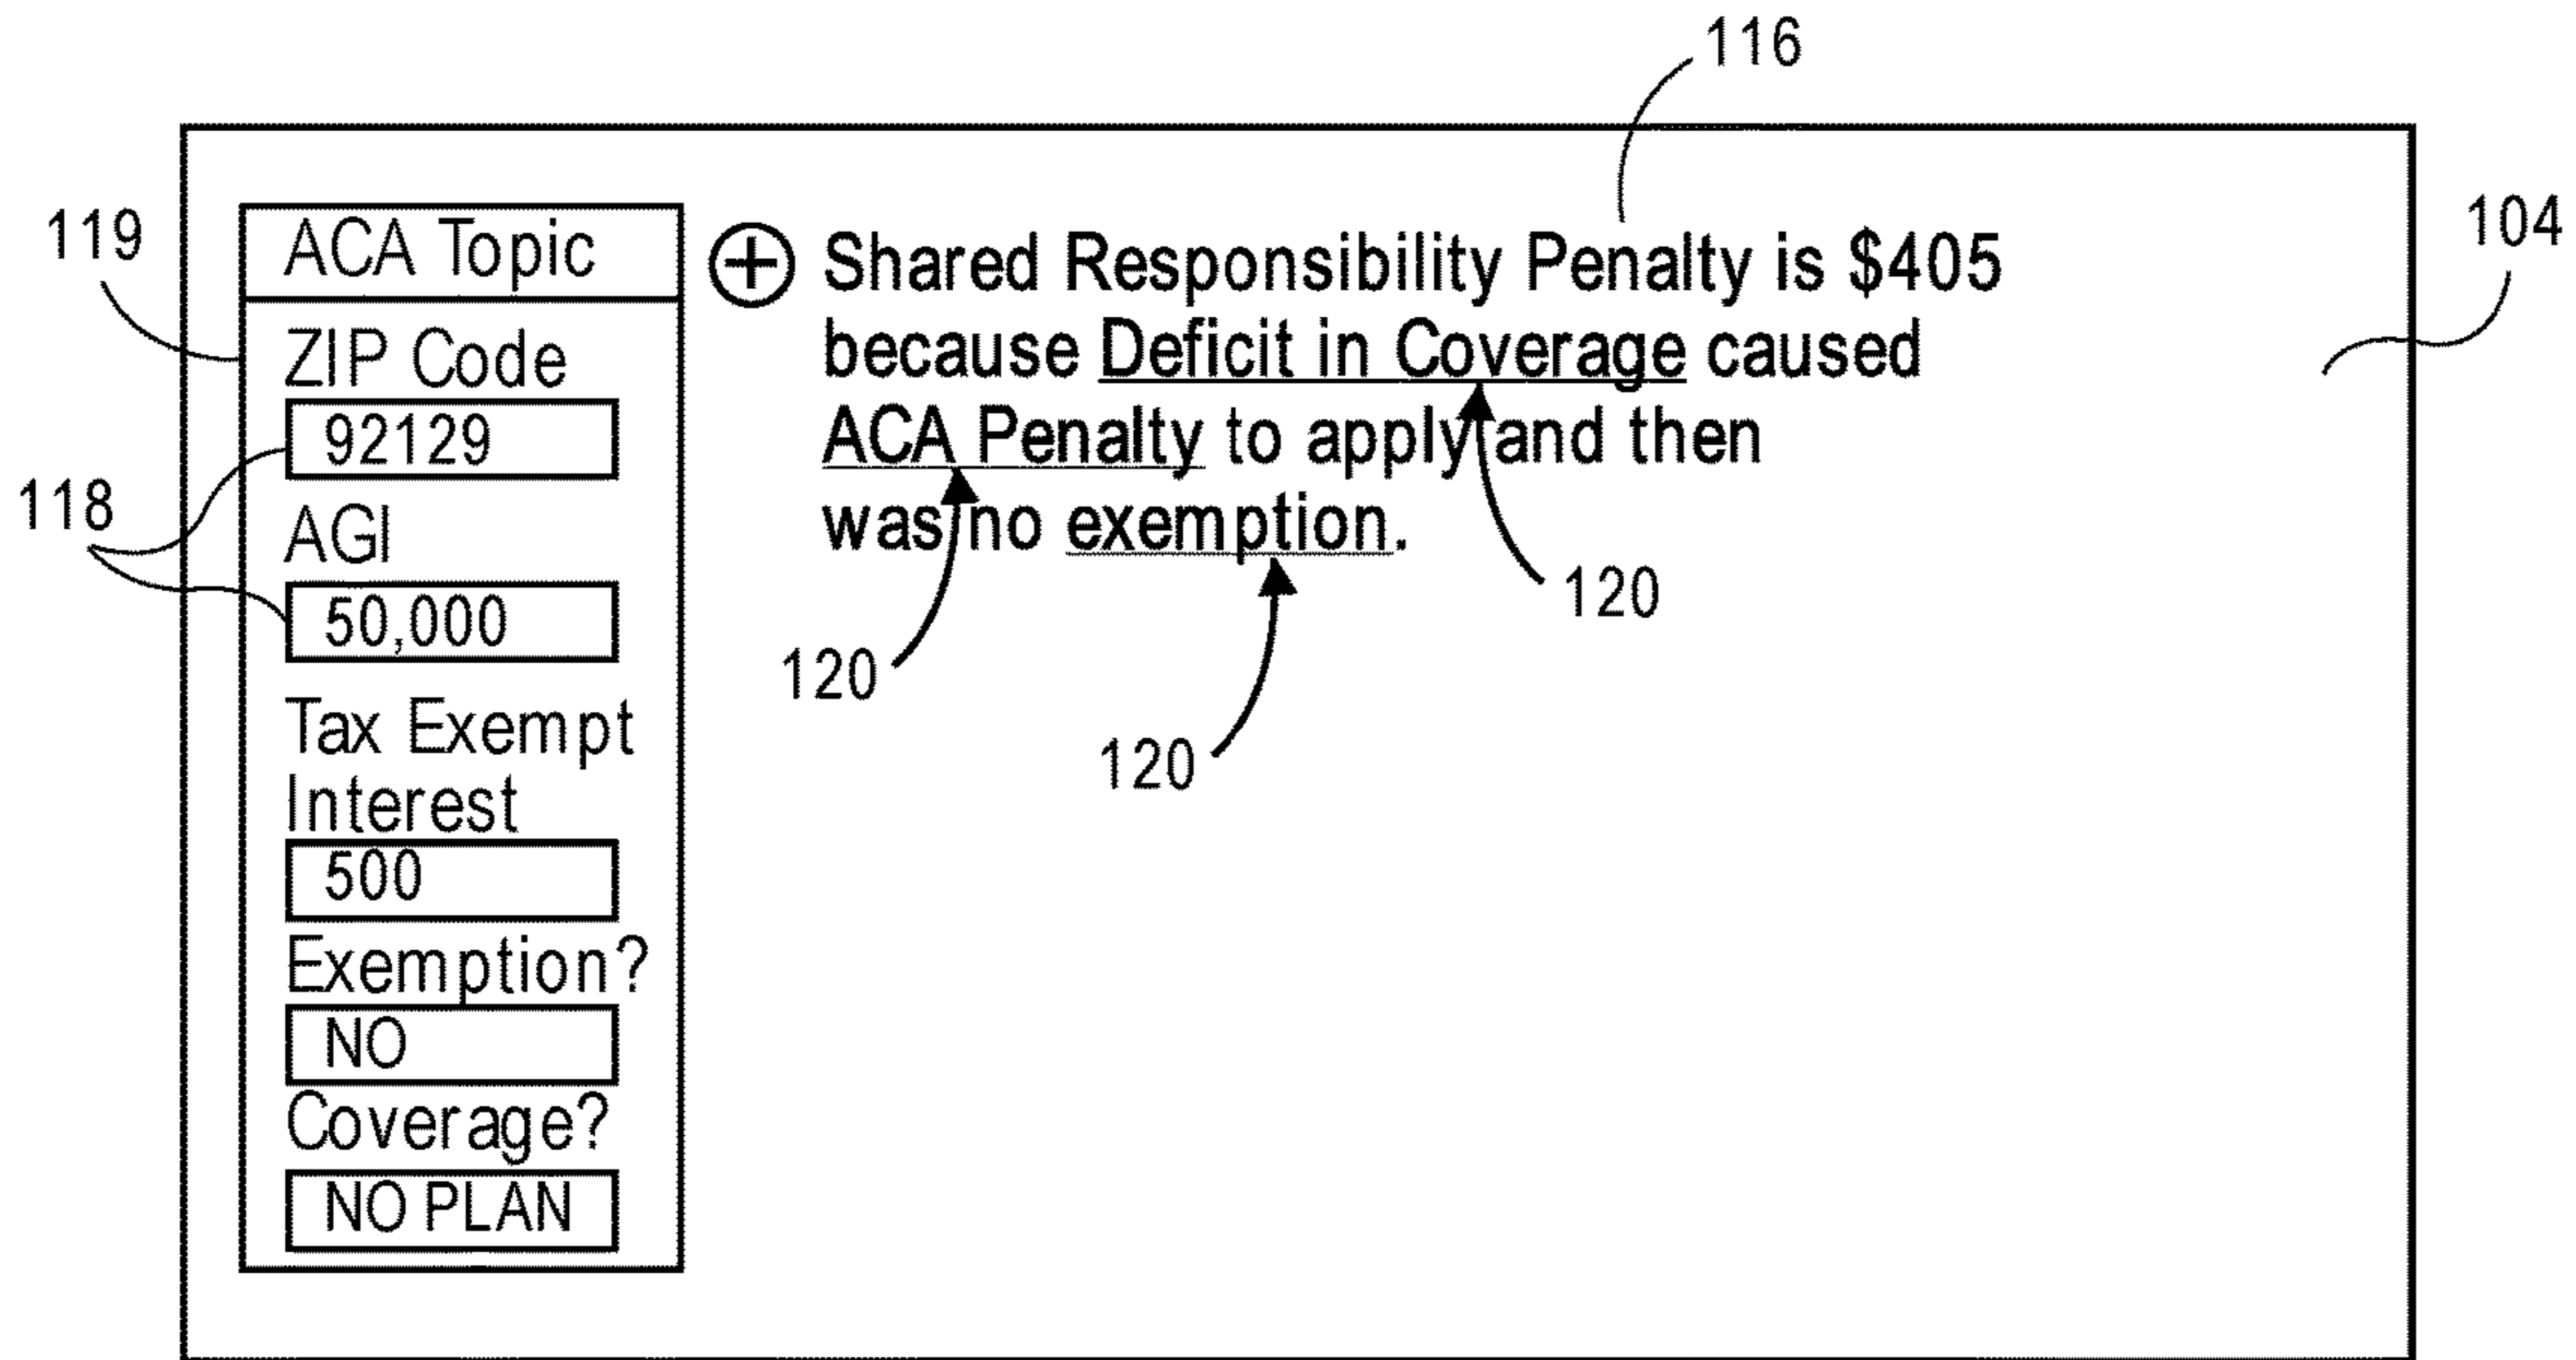 116
119
104
ACA Topic
ZIP Code
92129
118
AGI
50,000
Tax Exempt
Interest
500
Exemption?
NO
Coverage?
NO PLAN
Shared Responsibility Penalty is $405
because Deficit in Coverage caused
ACA Penalty to apply and then
was no exemption.
120
120
120